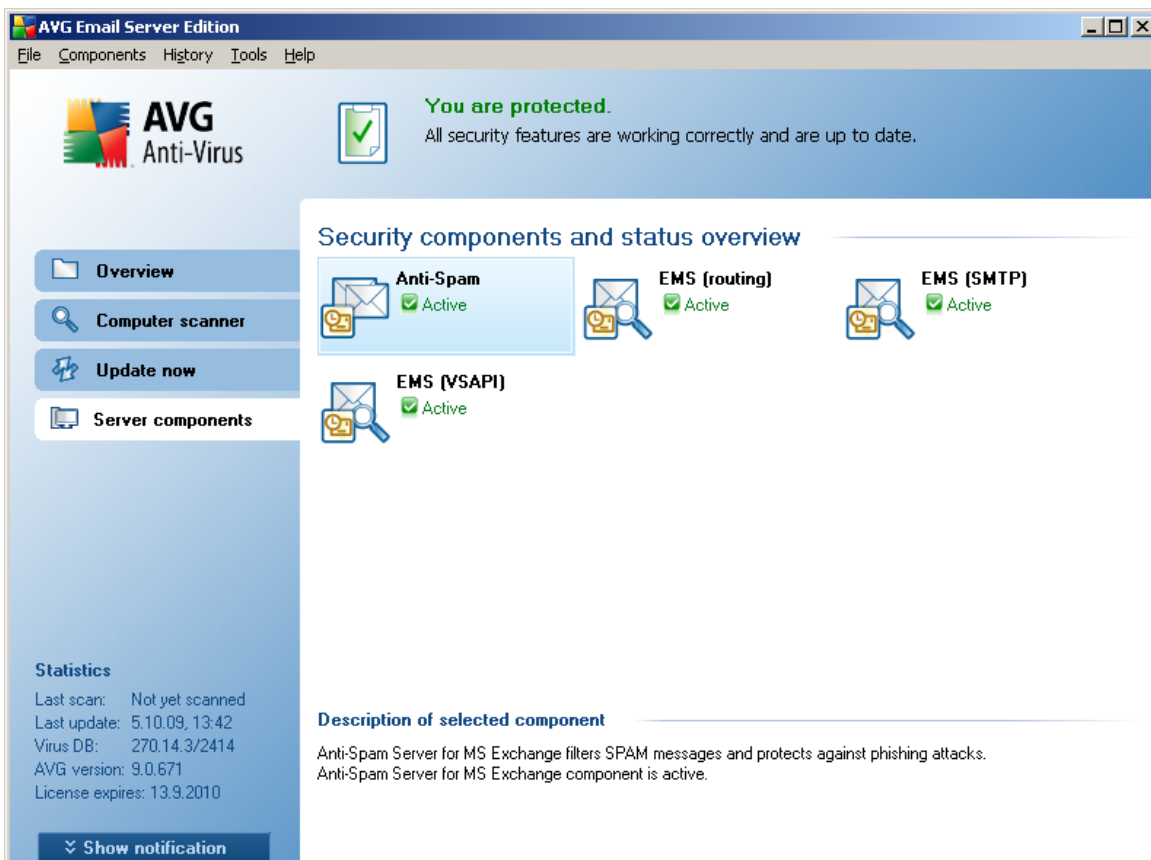 AVG Email Server Edition
File Components History Tools Help
AVG
Anti-Virus
You are protected.
All security features are working correctly and are up to date.
Overview
Computer scanner
Update now
Server components
Security components and status overview
Anti-Spam
Active
EMS (routing)
Active
EMS (SMTP)
Active
EMS (VSAPI)
Active
Statistics
Last scan: Not yet scanned
Last update: 5.10.09, 13:42
Virus DB: 270.14.3/2414
AVG version: 9.0.671
License expires: 13.9.2010
Show notification
Description of selected component
Anti-Spam Server for MS Exchange filters SPAM messages and protects against phishing attacks.
Anti-Spam Server for MS Exchange component is active.